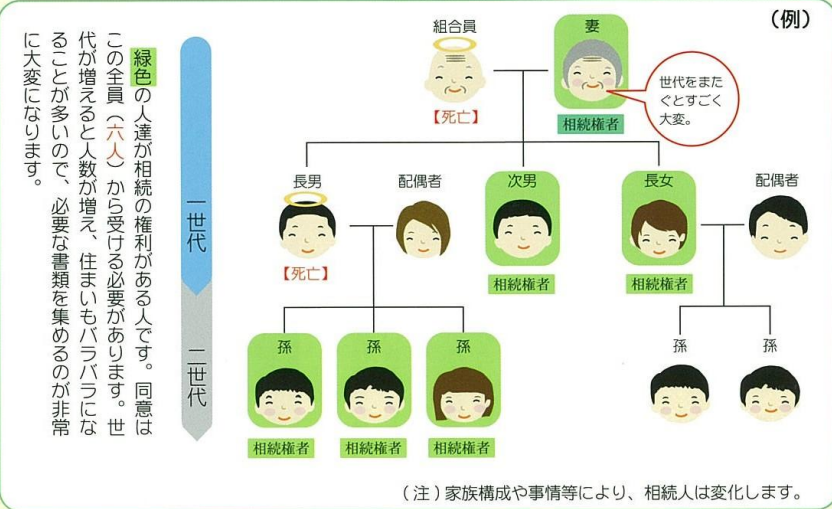 (例)
緑色の人達が相続の権利がある人です。同意は
この全員（六人）から受ける必要があります。世
代が増えると人数が増え、住まいもバラバラにな
ることが多いので、必要な書類を集めるのが非常
に大変になります。
一世代
二世代
組合員
【死亡】
妻
相続権者
世代をまた
ぐとすごく
大変。
長男
【死亡】
配偶者
次男
相続権者
長女
相続権者
配偶者
孫
相続権者
孫
相続権者
孫
相続権者
孫
孫
（注）家族構成や事情等により、相続人は変化します。